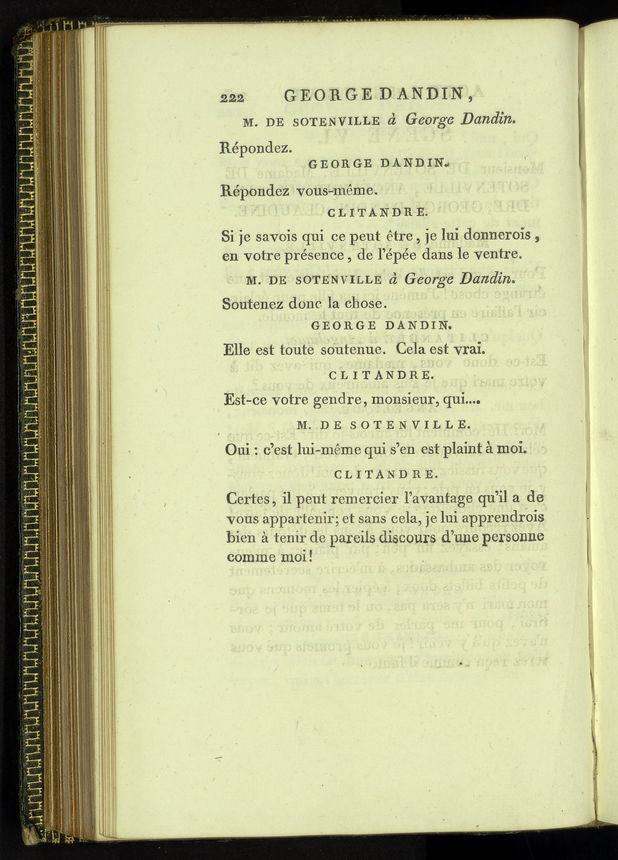 222 GEORGE DANDIN,
M. DE SOTENVILLE à George Dandin.
Répondez.
GEORGE DANDIN.
Répondez vous-même.
CLITANDRE.
Si je savois qui ce peut être, je lui donnerois,
en votre présence, de l'épée dans le ventre.
M. DE SOTENVILLE à George Dandin.
Soutenez donc la chose.
GEORGE DANDIN.
Elle est toute soutenue. Cela est vrai.
CLITANDRE.
Est-ce votre gendre, monsieur, qui....
M. DE SOTENVILLE.
Oui : c'est lui-même qui s'en est plaint à moi.
CLITANDRE.
Certes, il peut remercier l'avantage qu'il a de
vous appartenir; et sans cela, je lui apprendrois
bien à tenir de pareils discours d'une personne
comme moi!